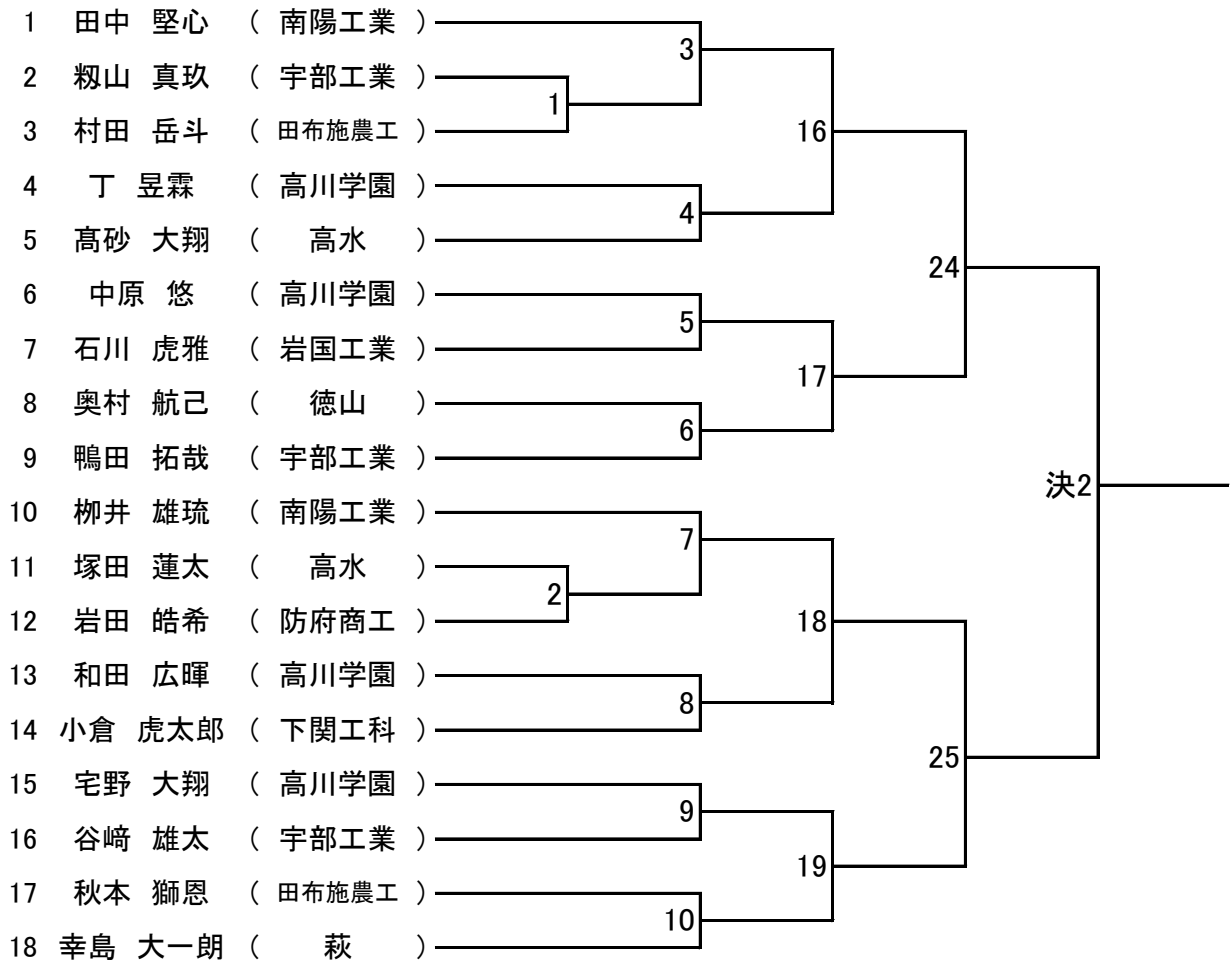 1 田中 堅心 ( 南陽工業 )
3
2 籾山 真玖 ( 宇部工業 )
1
3 村田 岳斗 ( 田布施農工 )
16
4 丁 昱霖 ( 高川学園 )
4
5 髙砂 大翔 ( 高水 )
24
6 中原 悠 ( 高川学園 )
5
7 石川 虎雅 ( 岩国工業 )
17
8 奥村 航己 ( 徳山 )
6
9 鴨田 拓哉 ( 宇部工業 )
決2
10 栁井 雄琉 ( 南陽工業 )
7
11 塚田 蓮太 ( 高水 )
2
12 岩田 皓希 ( 防府商工 )
18
13 和田 広暉 ( 高川学園 )
8
14 小倉 虎太郎 ( 下関工科 )
25
15 宅野 大翔 ( 高川学園 )
9
16 谷﨑 雄太 ( 宇部工業 )
19
17 秋本 獅恩 ( 田布施農工 )
10
18 幸島 大一朗 ( 萩 )